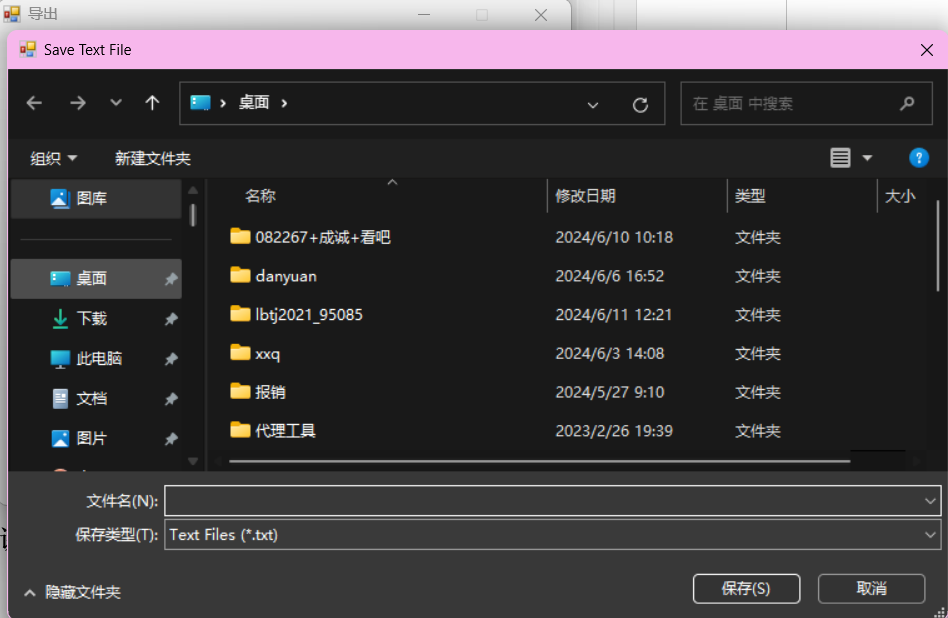 导出
Save Text File
桌面
在 桌面 中搜索
组织
新建文件夹
?
图库
桌面
下载
此电脑
文档
图片
名称 修改日期 类型 大小
082267+成诚+看吧 2024/6/10 10:18 文件夹
danyuan 2024/6/6 16:52 文件夹
lbtj2021_95085 2024/6/11 12:21 文件夹
xxq 2024/6/3 14:08 文件夹
报销 2024/5/27 9:10 文件夹
代理工具 2023/2/26 19:39 文件夹
文件名(N):
保存类型(T): Text Files (*.txt)
隐藏文件夹
保存(S)
取消